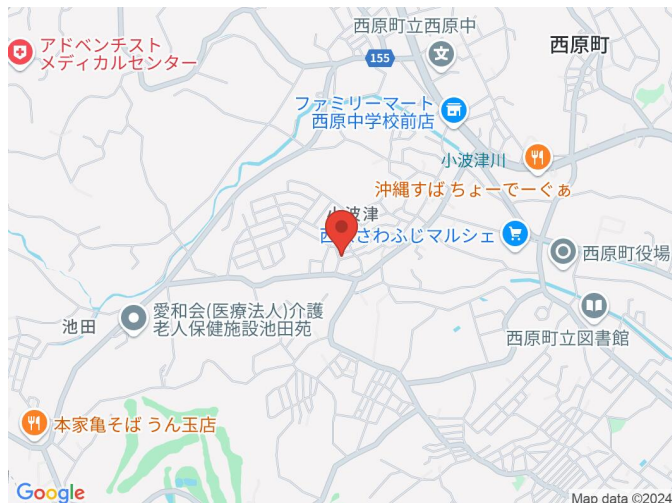 アドベンチスト
メディカルセンター
西原町立西原中
西原町
155
ファミリーマート
西原中学校前店
小波津川
沖縄すば ちょーでーぐぁ
小波津
西原さわふじマルシェ
西原町役場
愛和会(医療法人)介護
老人保健施設池田苑
池田
西原町立図書館
本家亀そば うん玉店
Google
Map data ©2024